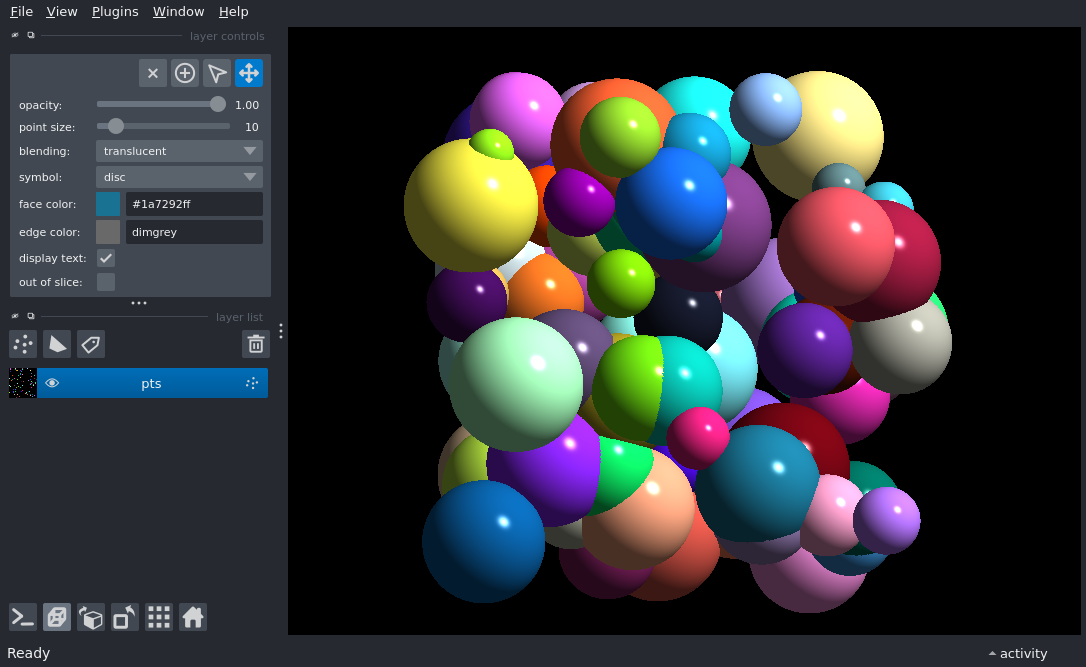 File View Plugins Window Help
layer controls
opacity: 1.00
point size: 10
blending: translucent
symbol: disc
face color: #1a7292ff
edge color: dimgrey
display text:
out of slice:
layer list
pts
Ready
activity